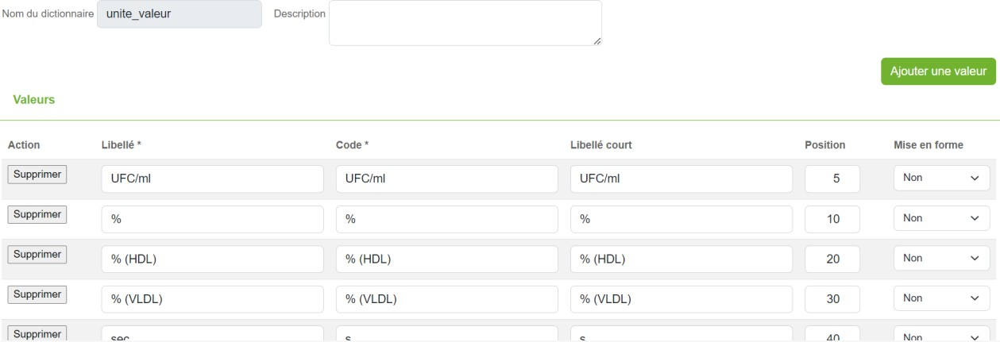 Nom du dictionnaire unite_valeur Description
Ajouter une valeur
Valeurs
Action Libellé * Code * Libellé court Position Mise en forme
Supprimer UFC/ml UFC/ml UFC/ml 5 Non
Supprimer % % % 10 Non
Supprimer % (HDL) % (HDL) % (HDL) 20 Non
Supprimer % (VLDL) % (VLDL) % (VLDL) 30 Non
Supprimer sec s s 40 Non